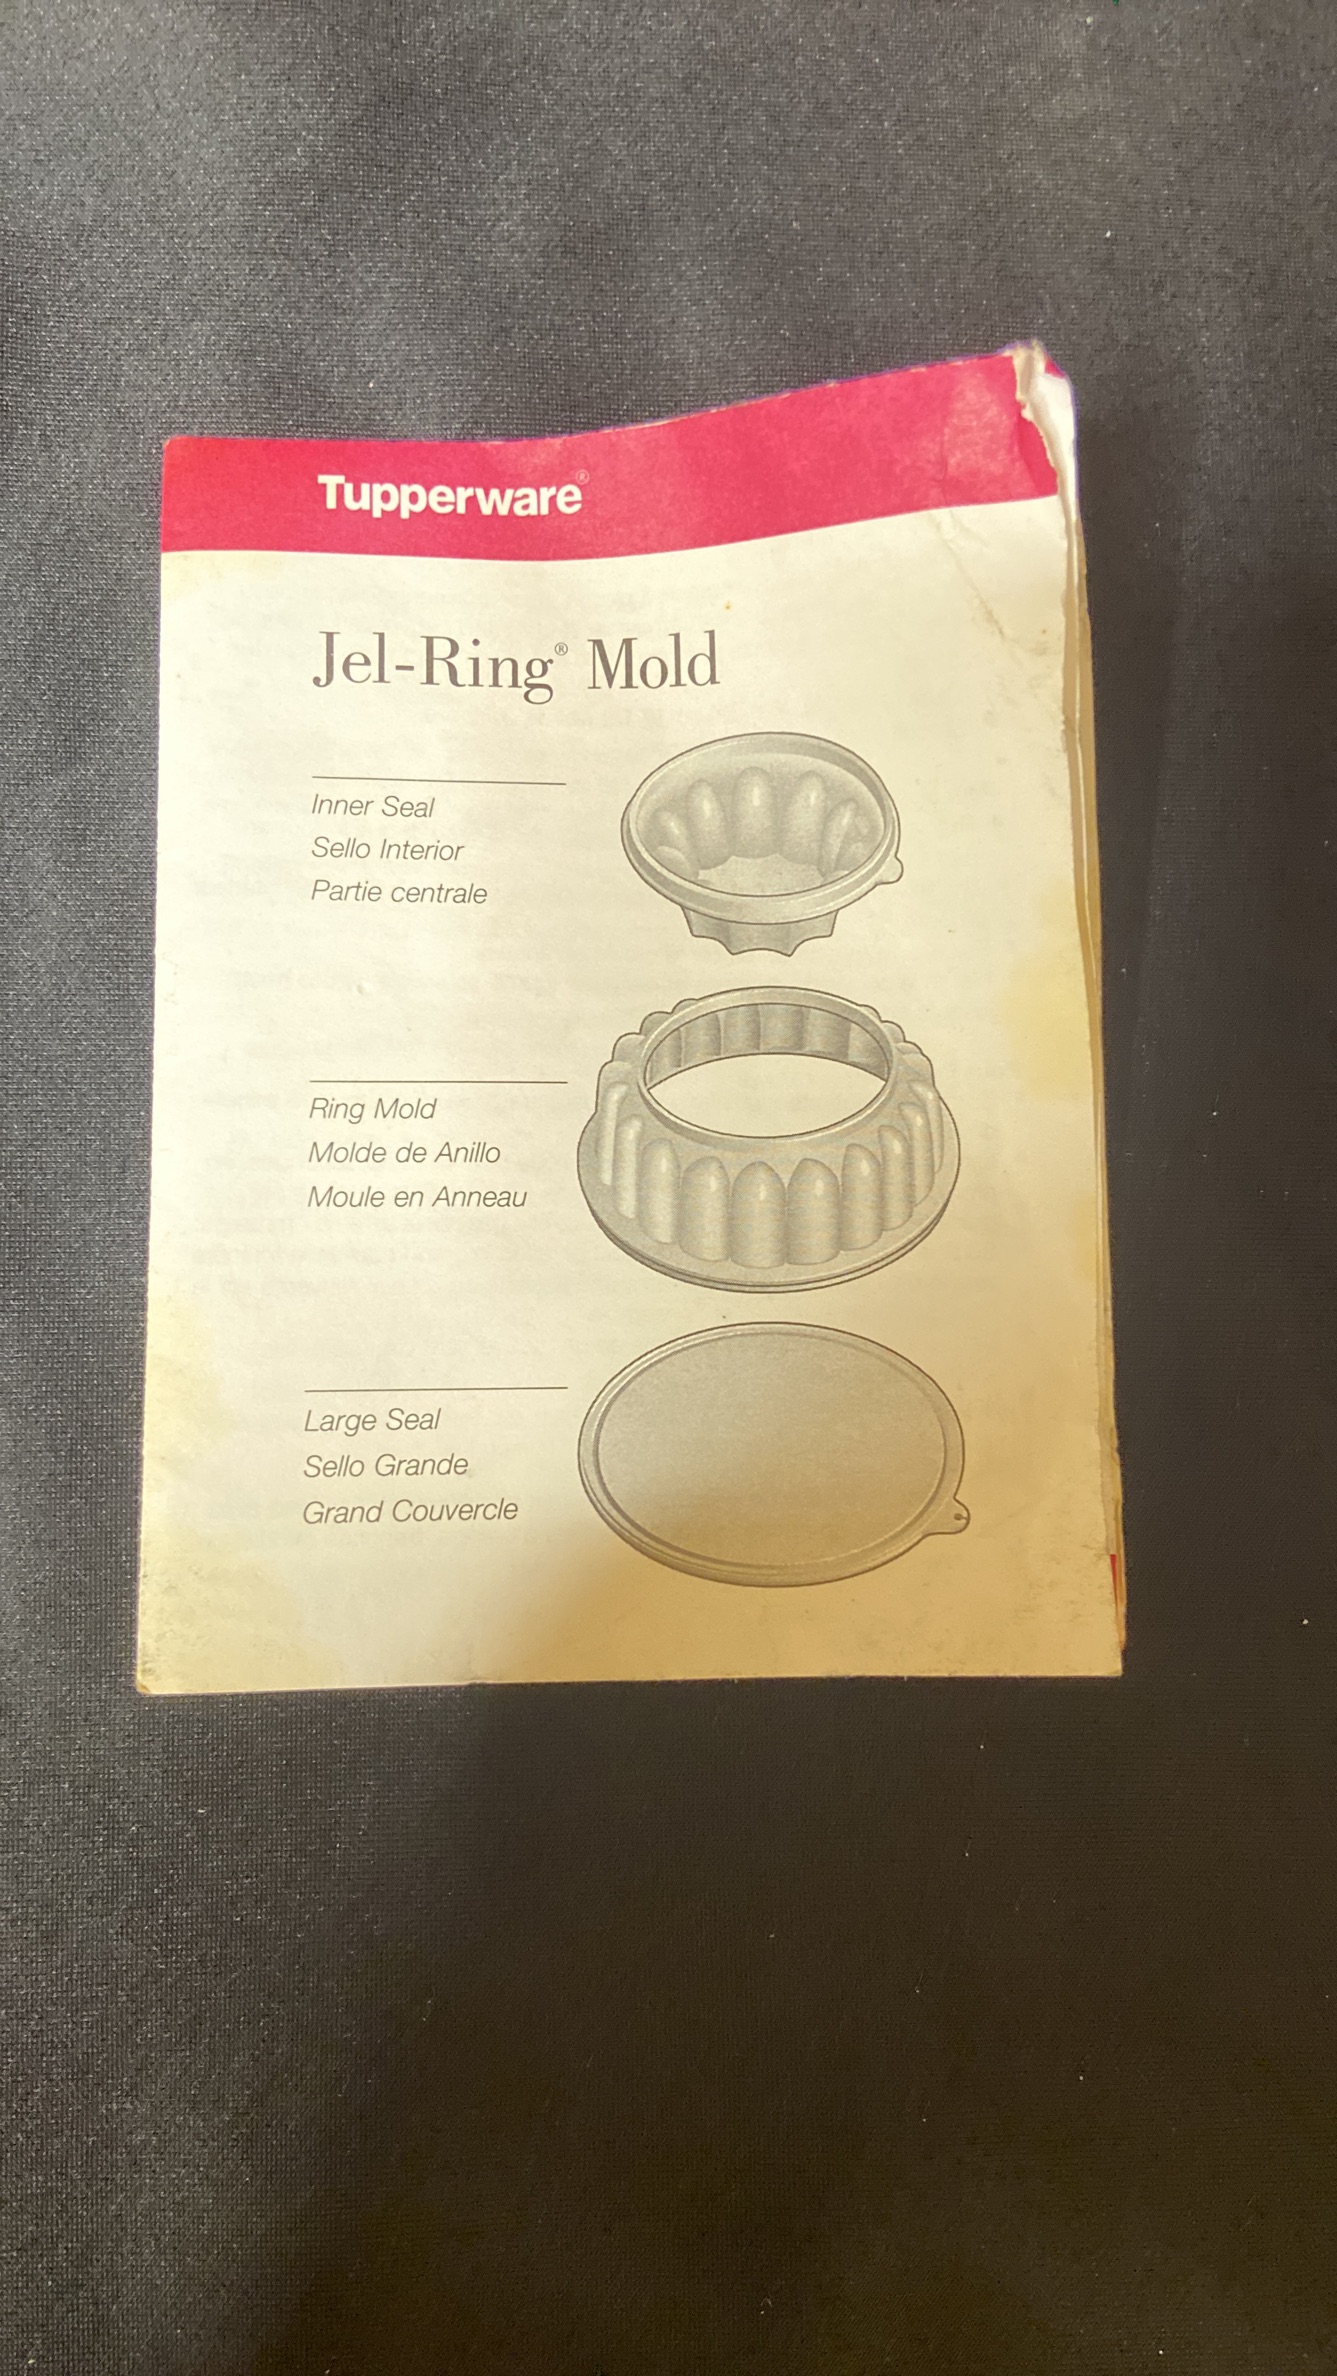 Tupperware®
Jel-Ring® Mold
Inner Seal
Sello Interior
Partie centrale
Ring Mold
Molde de Anillo
Moule en Anneau
Large Seal
Sello Grande
Grand Couvercle